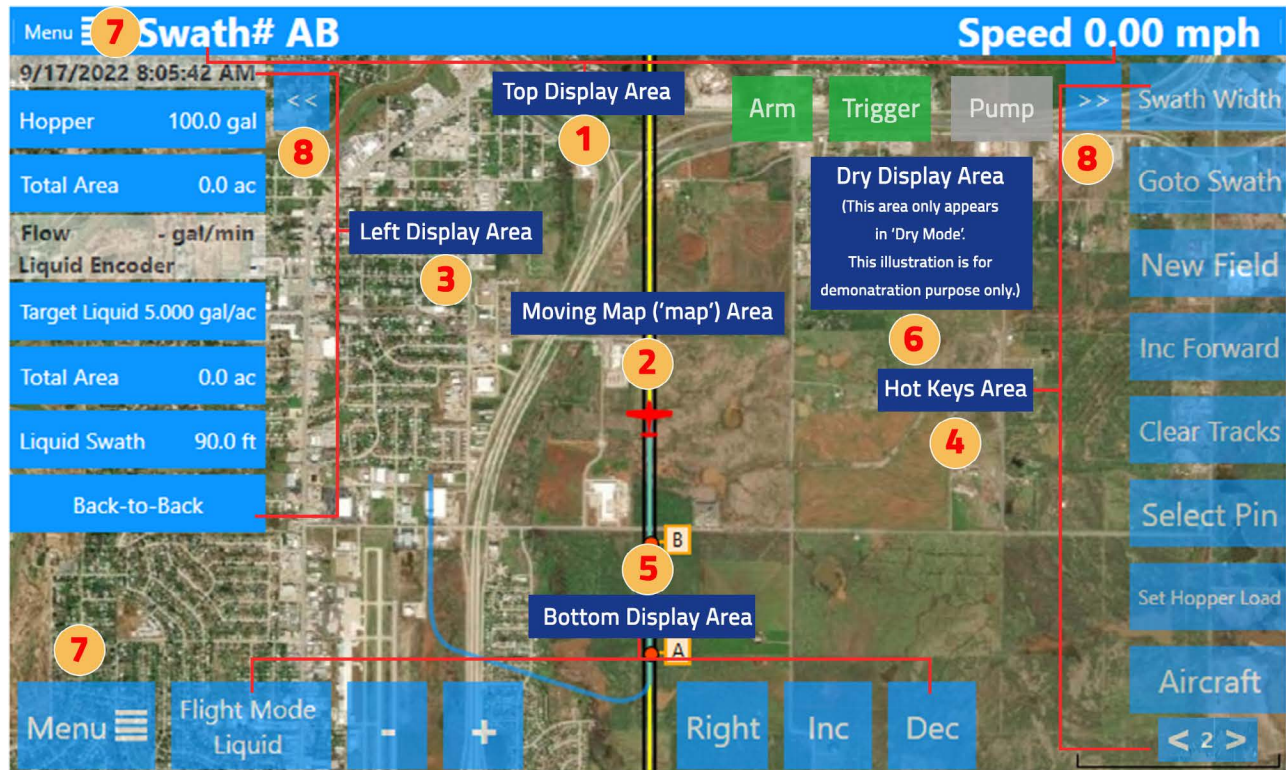 Menu 7 Swath# AB Speed 0.00 mph
9/17/2022 8:05:42 AM
<<
8
Hopper 100.0 gal
Total Area 0.0 ac
Flow - gal/min
Liquid Encoder -
Target Liquid 5.000 gal/ac
Total Area 0.0 ac
Liquid Swath 90.0 ft
Back-to-Back
Top Display Area
1
Left Display Area
3
Moving Map ('map') Area
2
Arm Trigger Pump
>>
8
Dry Display Area
(This area only appears
in 'Dry Mode'.
This illustration is for
demonatration purpose only.)
6
Hot Keys Area
4
Swath Width
Goto Swath
New Field
Inc Forward
Clear Tracks
Select Pin
Set Hopper Load
Aircraft
< 2 >
B
5
Bottom Display Area
A
7
Menu
Flight Mode
Liquid
-
+
Right
Inc
Dec